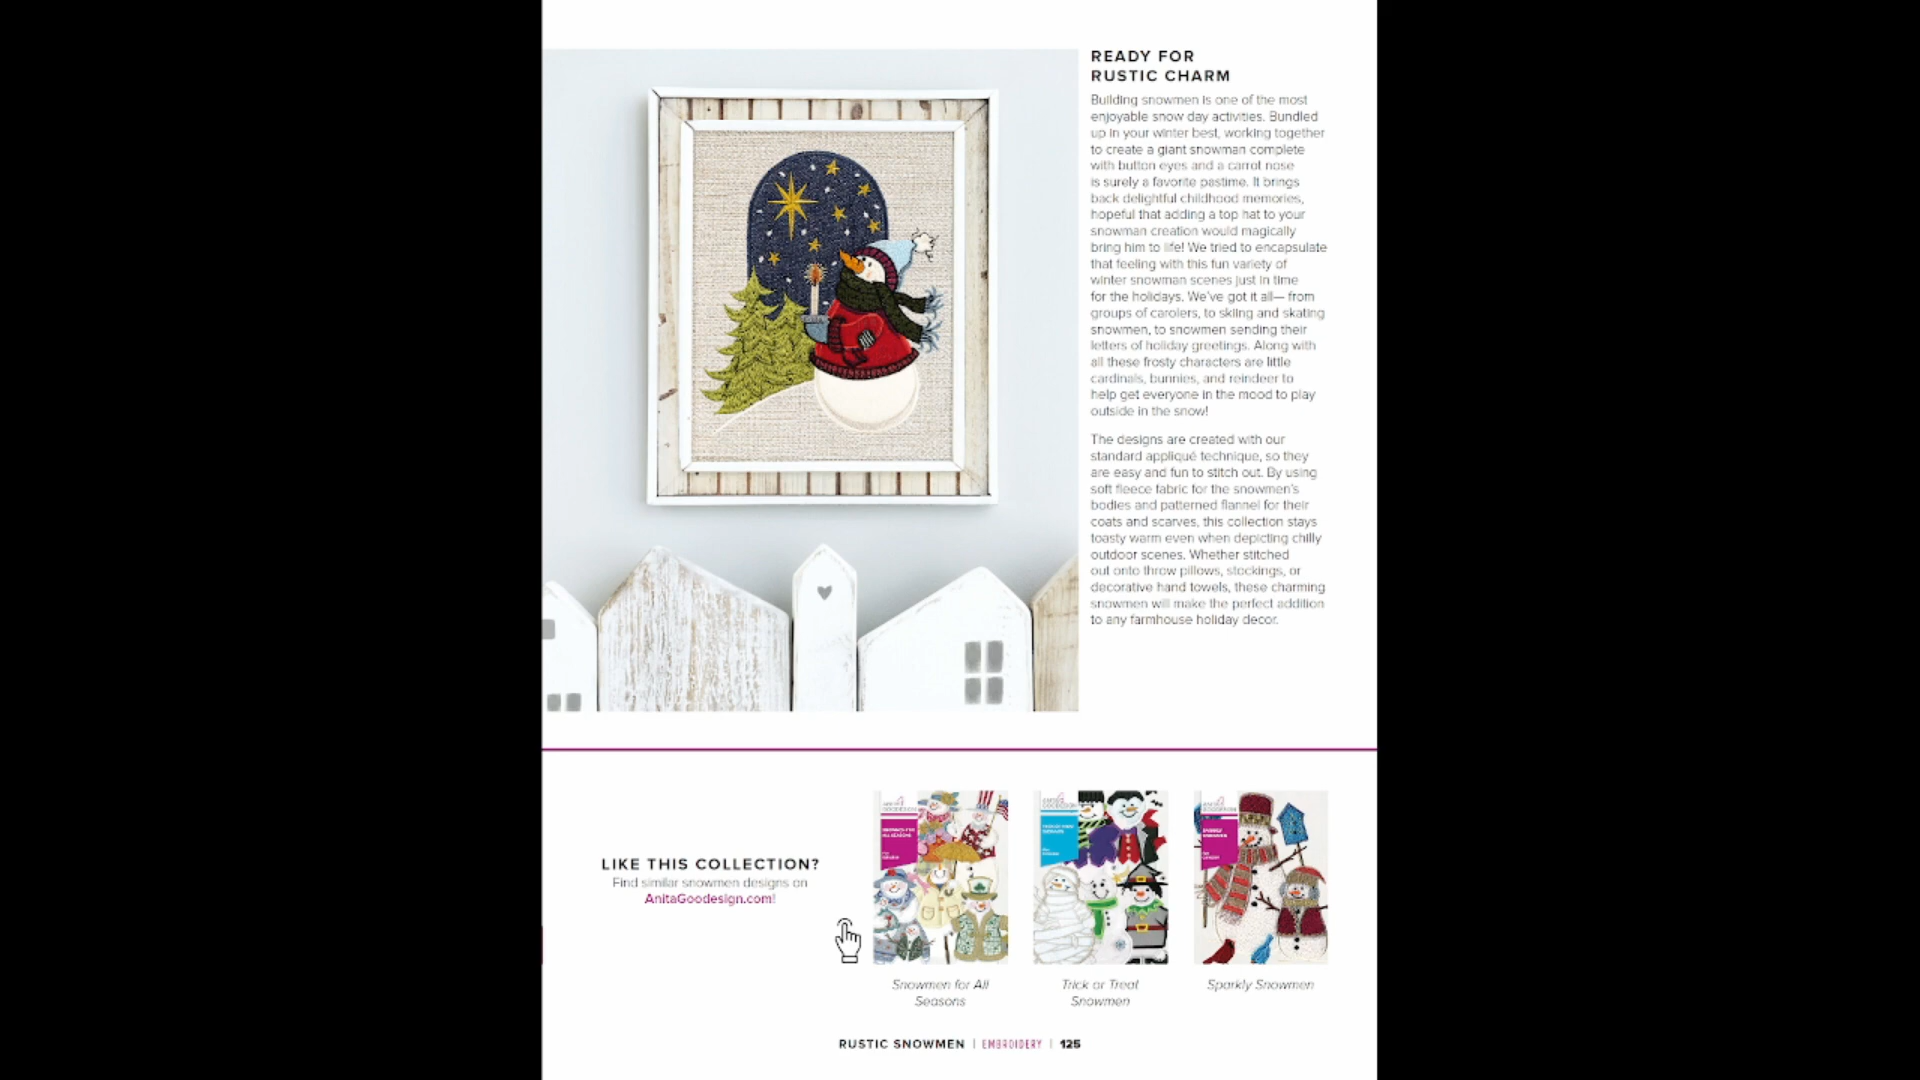 READY FOR
RUSTIC CHARM
Building snowmen is one of the most
enjoyable snow day activities. Bundled
up in your winter best, working together
to create a giant snowman complete
with button eyes and a carrot nose
is surely a favorite pastime. It brings
back delightful childhood memories,
hopeful that adding a top hat to your
snowman creation would magically
bring him to life! We tried to encapsulate
that feeling with this fun variety of
winter snowman scenes just in time
for the holidays. We've got it all— from
groups of carolers, to skiing and skating
snowmen, to snowmen sending their
letters of holiday greetings. Along with
all these frosty characters are little
cardinals, bunnies, and reindeer to
help get everyone in the mood to play
outside in the snow!
The designs are created with our
standard appliqué technique, so they
are easy and fun to stitch out. By using
soft fleece fabric for the snowmen's
bodies and patterned flannel for their
coats and scarves, this collection stays
toasty warm even when depicting chilly
outdoor scenes. Whether stitched
out onto throw pillows, stockings, or
decorative hand towels, these charming
snowmen will make the perfect addition
to any farmhouse holiday decor.
LIKE THIS COLLECTION?
Find similar snowmen designs on
AnitaGoodesign.com!
Snowmen for All
Seasons
Trick or Treat
Snowmen
Sparkly Snowmen
RUSTIC SNOWMEN | EMBROIDERY | 125